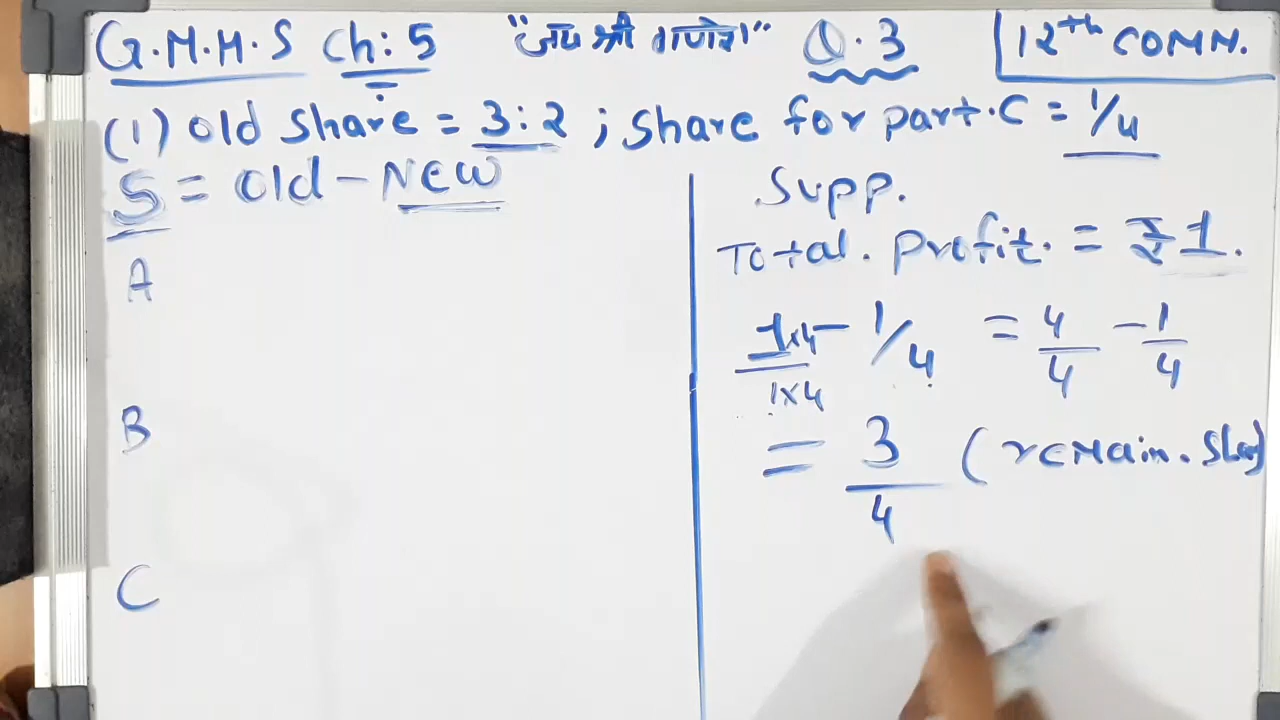 G.M.H.S Ch: 5 "जय श्री गणेश" Q.3 12th COMM.
(1) Old Share = 3:2 ; Share for part.C = 1/4
S = Old - New
A
B
C
Supp.
Total. Profit. = ₹1.
1x4/1x4 - 1/4 = 4/4 - 1/4
= 3/4 (remain. Shar)